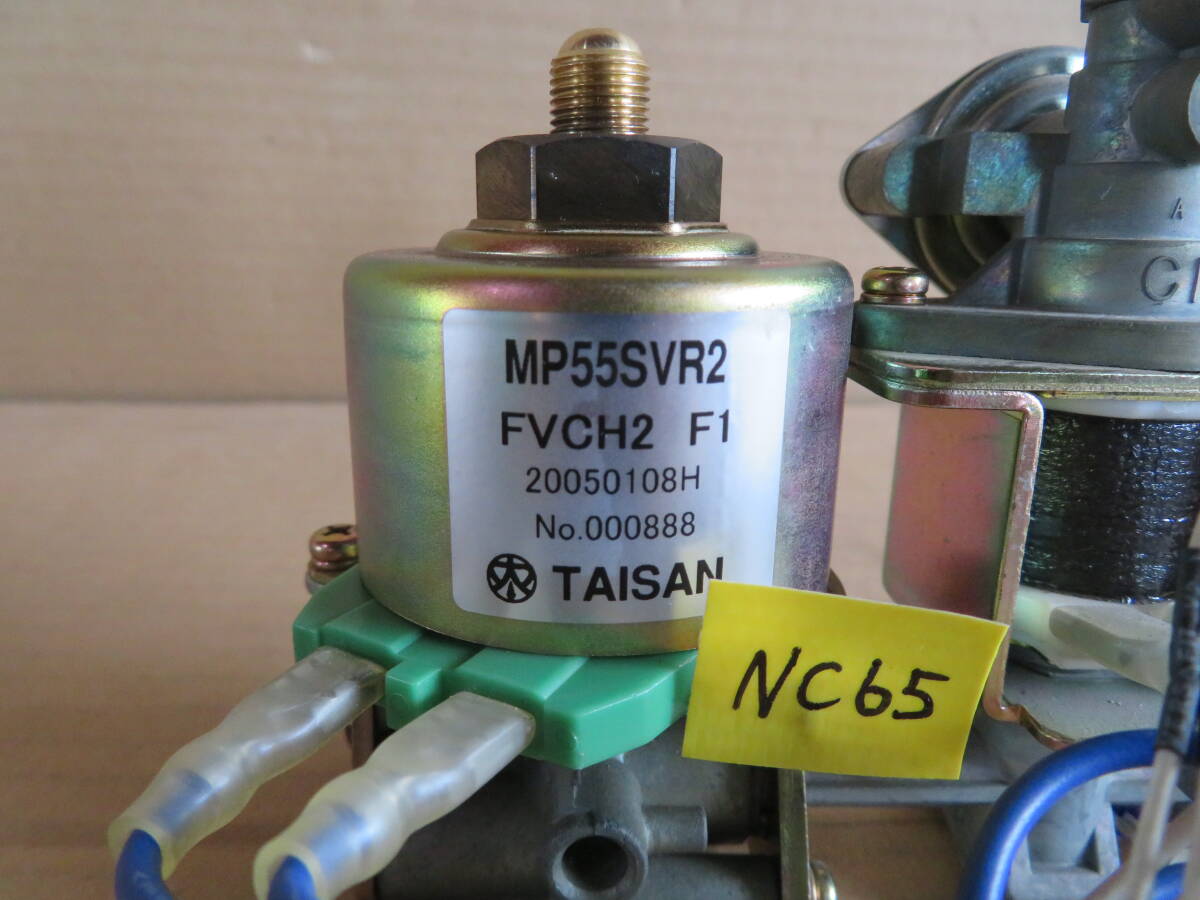 MP55SVR2
FVCH2 F1
20050108H
No.000888
TAISAN
NC65
A